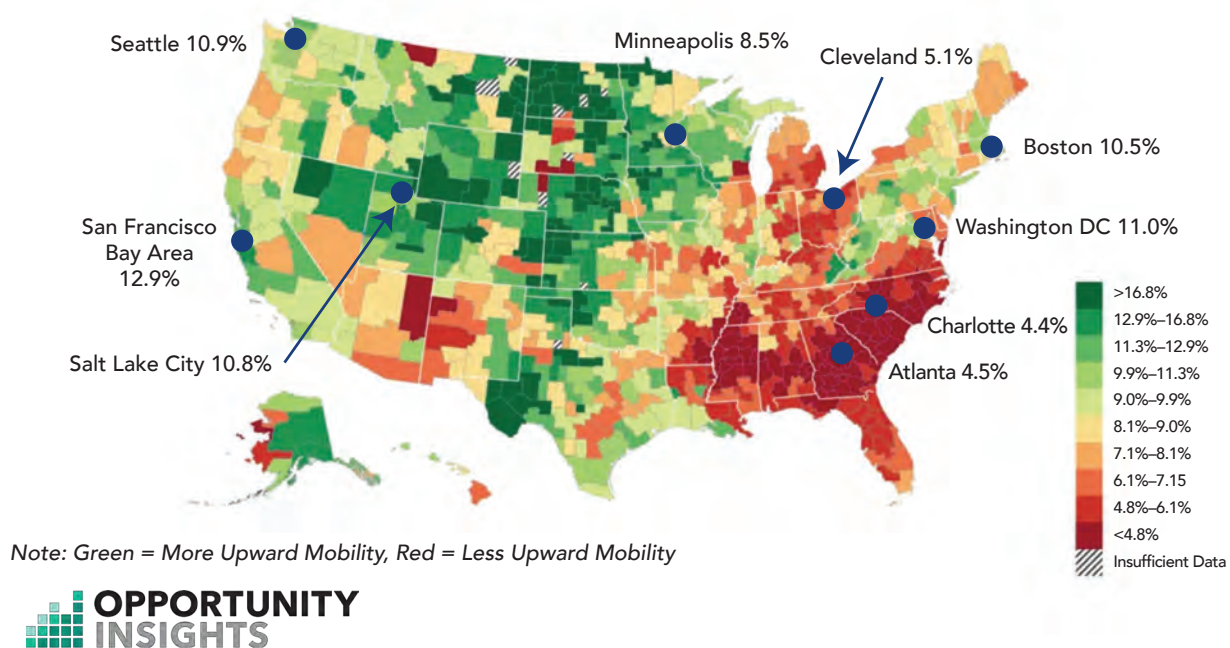 Seattle 10.9%
Minneapolis 8.5%
Cleveland 5.1%
Boston 10.5%
San Francisco
Bay Area
12.9%
Washington DC 11.0%
Charlotte 4.4%
Salt Lake City 10.8%
Atlanta 4.5%
>16.8%
12.9%–16.8%
11.3%–12.9%
9.9%–11.3%
9.0%–9.9%
8.1%–9.0%
7.1%–8.1%
6.1%–7.15
4.8%–6.1%
<4.8%
Insufficient Data
Note: Green = More Upward Mobility, Red = Less Upward Mobility
OPPORTUNITY
INSIGHTS